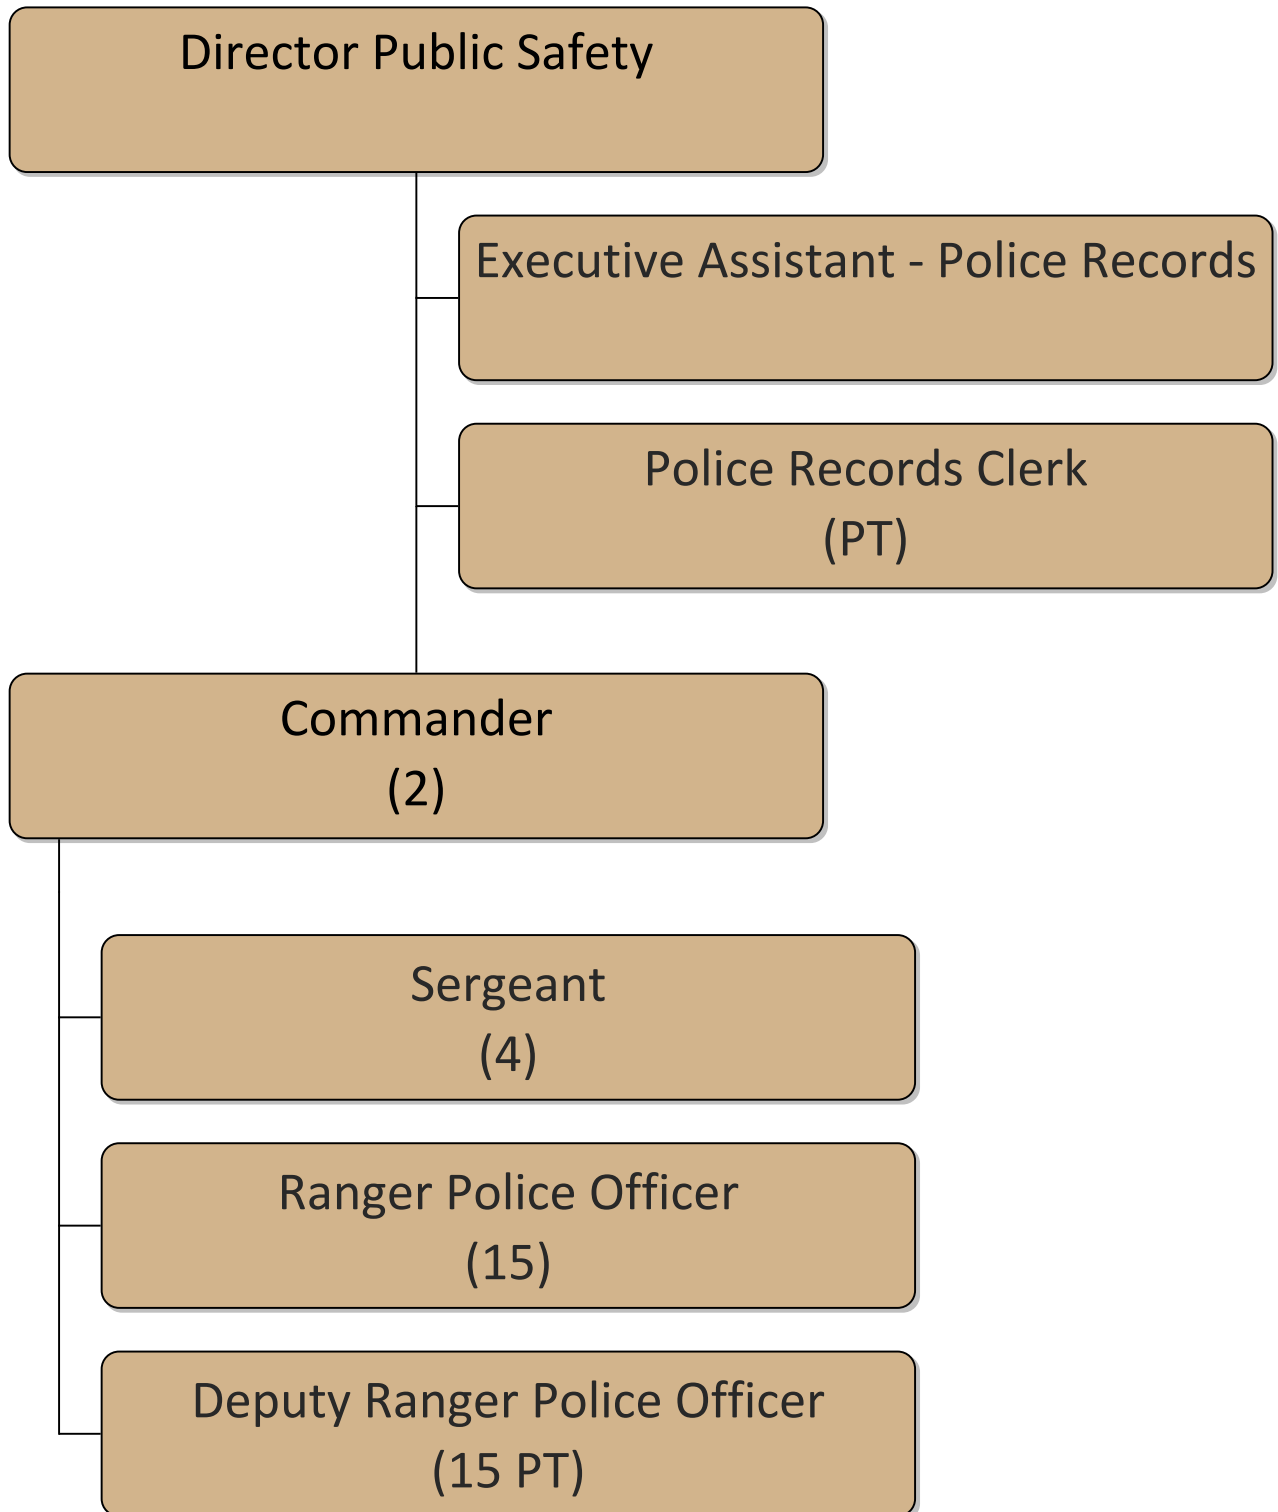 Director Public Safety
Executive Assistant - Police Records
Police Records Clerk
(PT)
Commander
(2)
Sergeant
(4)
Ranger Police Officer
(15)
Deputy Ranger Police Officer
(15 PT)